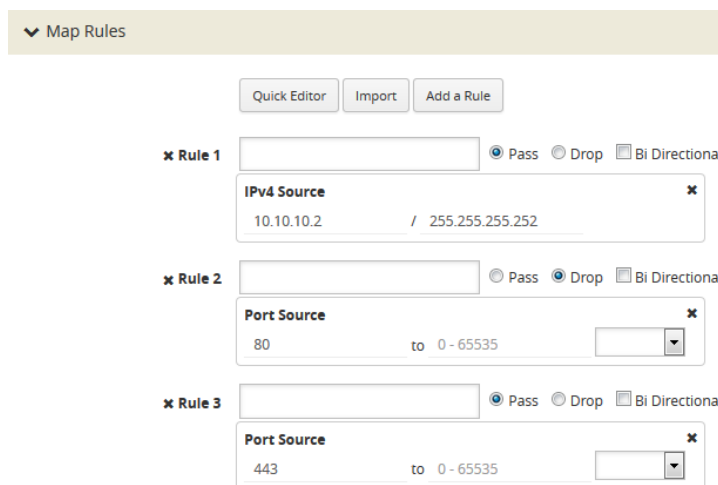 Map Rules
Quick Editor Import Add a Rule
Rule 1 Pass Drop Bi Directiona
IPv4 Source
10.10.10.2 / 255.255.255.252
Rule 2 Pass Drop Bi Directiona
Port Source
80 to 0 - 65535
Rule 3 Pass Drop Bi Directiona
Port Source
443 to 0 - 65535